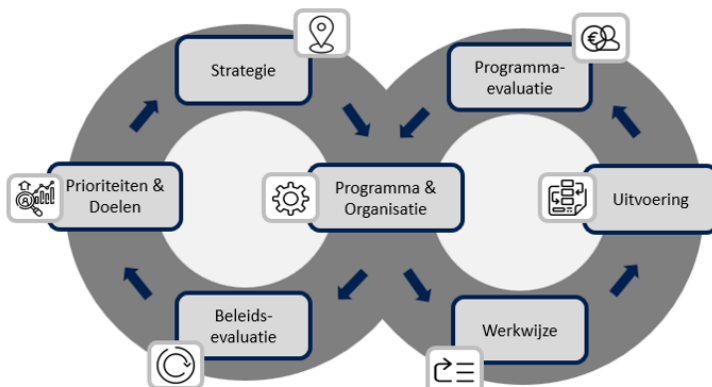 Strategie
Programma-
evaluatie
Prioriteiten &
Doelen
Programma &
Organisatie
Uitvoering
Beleids-
evaluatie
Werkwijze